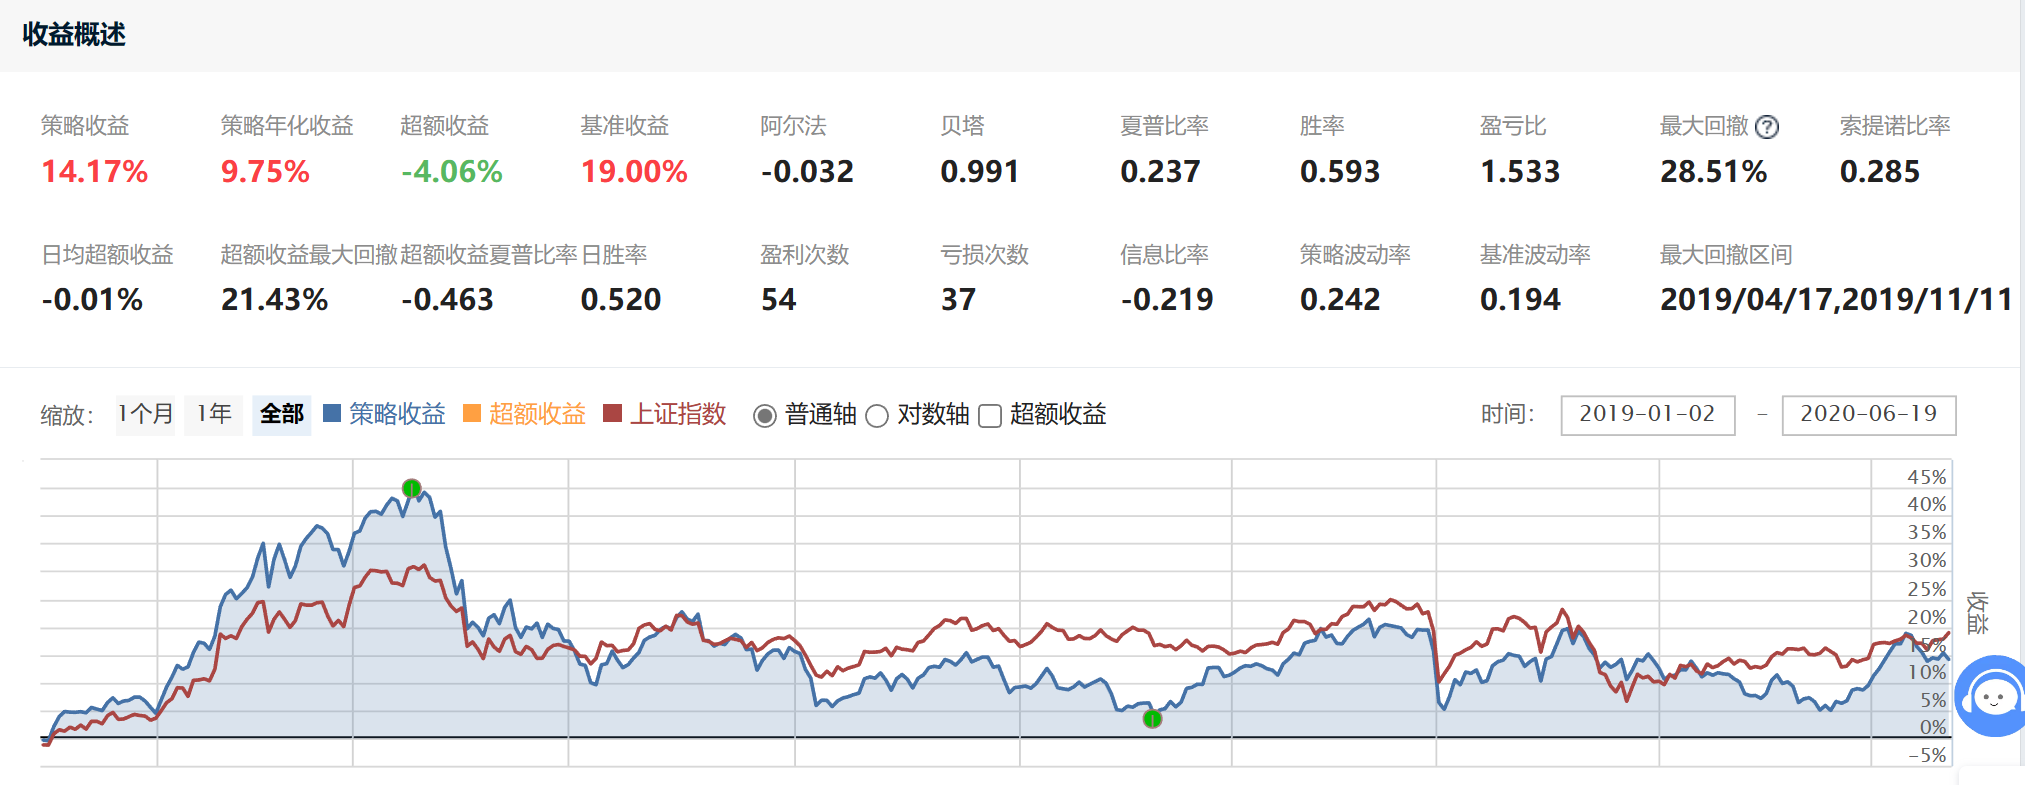 收益概述
策略收益 策略年化收益 超额收益 基准收益 阿尔法 贝塔 夏普比率 胜率 盈亏比 最大回撤 ? 索提诺比率
14.17% 9.75% -4.06% 19.00% -0.032 0.991 0.237 0.593 1.533 28.51% 0.285
日均超额收益 超额收益最大回撤 超额收益夏普比率 日胜率 盈利次数 亏损次数 信息比率 策略波动率 基准波动率 最大回撤区间
-0.01% 21.43% -0.463 0.520 54 37 -0.219 0.242 0.194 2019/04/17,2019/11/11
缩放: 1个月 1年 全部 策略收益 超额收益 上证指数 普通轴 对数轴 超额收益 时间: 2019-01-02 - 2020-06-19
45%
40%
35%
30%
25%
20%
15%
10%
5%
0%
-5%
收益